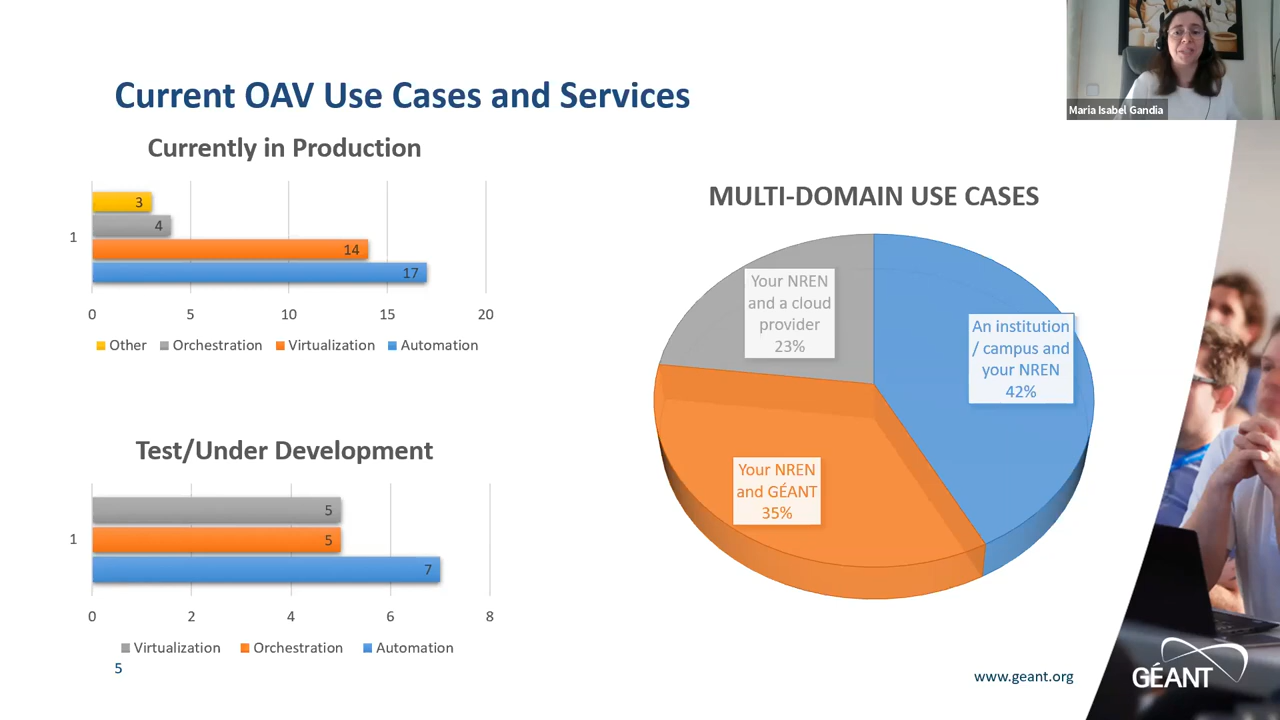 Maria Isabel Gandia
Current OAV Use Cases and Services
Currently in Production
3
4
14
17
1
0 5 10 15 20
Other Orchestration Virtualization Automation
Test/Under Development
5
5
7
1
0 2 4 6 8
Virtualization Orchestration Automation
MULTI-DOMAIN USE CASES
Your NREN
and a cloud
provider
23%
An institution
/ campus and
your NREN
42%
Your NREN
and GÉANT
35%
5
www.geant.org
GÉANT